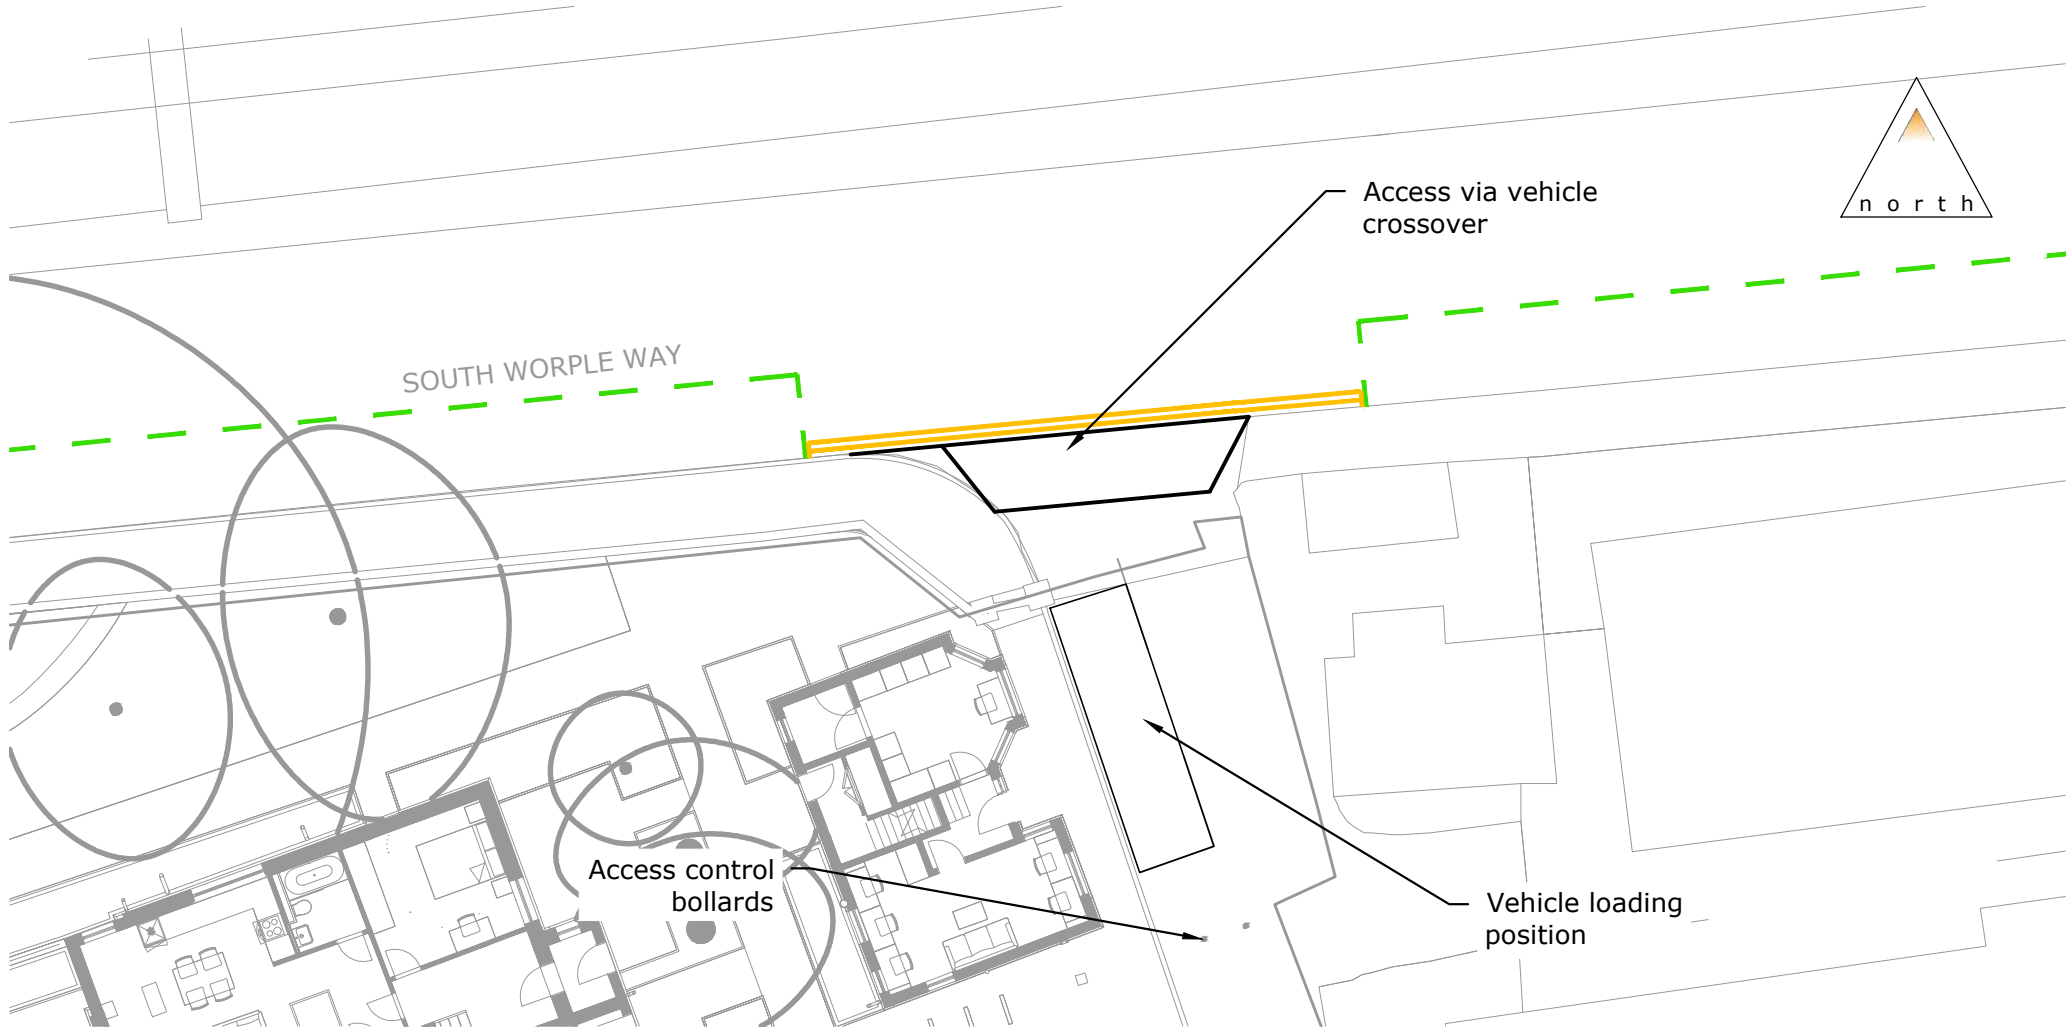 Access via vehicle
crossover
north
SOUTH WORPLE WAY
Access control
bollards
Vehicle loading
position